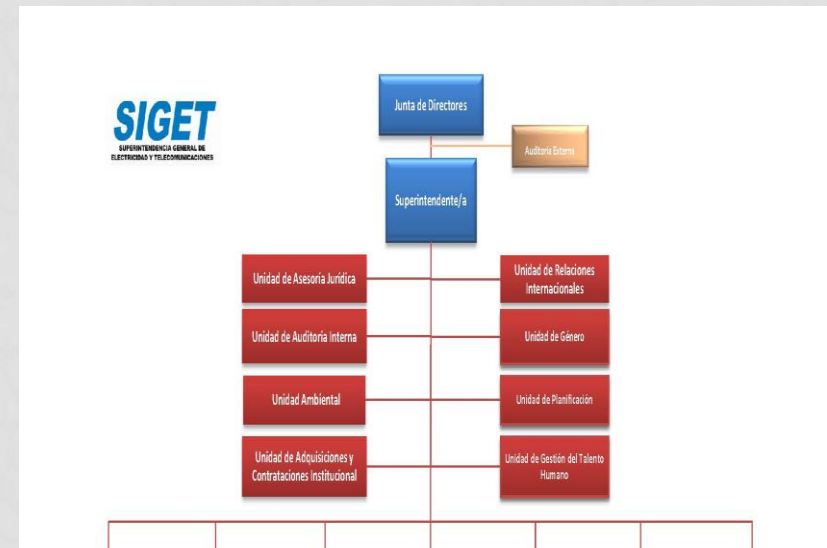 Junta de Directores
SIGET
SUPERINTENDENCIA GENERAL DE
ELECTRICIDAD Y TELECOMUNICACIONES
Auditoría Externa
Superintendente/a
Unidad de Asesoría Jurídica
Unidad de Relaciones
Internacionales
Unidad de Auditoria Interna
Unidad de Género
Unidad Ambiental
Unidad de Planificación
Unidad de Adquisiciones y
Contrataciones Institucional
Unidad de Gestión del Talento
Humano